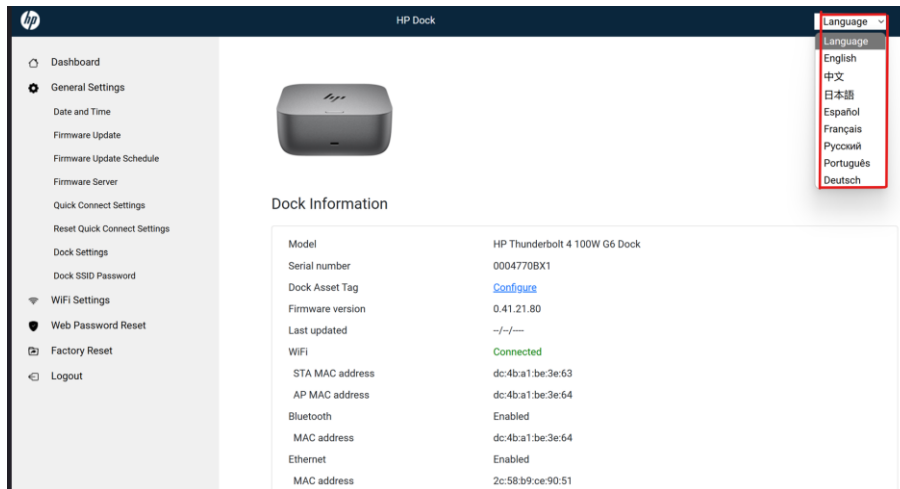 hp
HP Dock
Language
Language
English
中文
日本語
Español
Français
Русский
Português
Deutsch
Dashboard
General Settings
Date and Time
Firmware Update
Firmware Update Schedule
Firmware Server
Quick Connect Settings
Reset Quick Connect Settings
Dock Settings
Dock SSID Password
WiFi Settings
Web Password Reset
Factory Reset
Logout
hp
Dock Information
Model HP Thunderbolt 4 100W G6 Dock
Serial number 0004770BX1
Dock Asset Tag Configure
Firmware version 0.41.21.80
Last updated --/--/----
WiFi Connected
STA MAC address dc:4b:a1:be:3e:63
AP MAC address dc:4b:a1:be:3e:64
Bluetooth Enabled
MAC address dc:4b:a1:be:3e:64
Ethernet Enabled
MAC address 2c:58:b9:ce:90:51